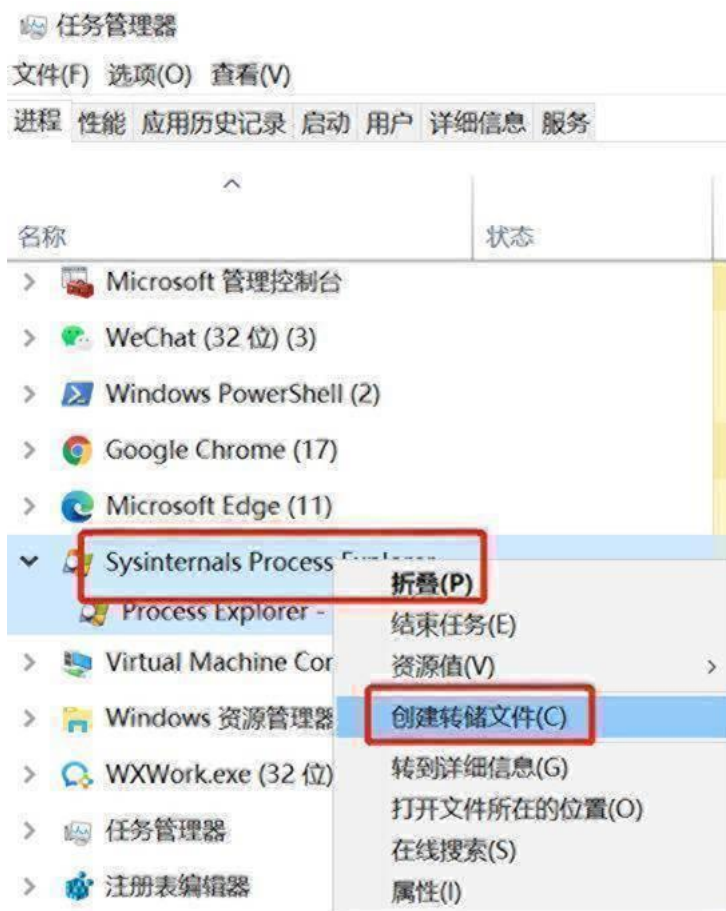 任务管理器
文件(F) 选项(O) 查看(V)
进程 性能 应用历史记录 启动 用户 详细信息 服务
名称 状态
Microsoft 管理控制台
WeChat (32 位) (3)
Windows PowerShell (2)
Google Chrome (17)
Microsoft Edge (11)
Sysinternals Process Explorer
Process Explorer -
Virtual Machine Cor
Windows 资源管理器
WXWork.exe (32 位)
任务管理器
注册表编辑器
折叠(P)
结束任务(E)
资源值(V)
创建转储文件(C)
转到详细信息(G)
打开文件所在的位置(O)
在线搜索(S)
属性(I)